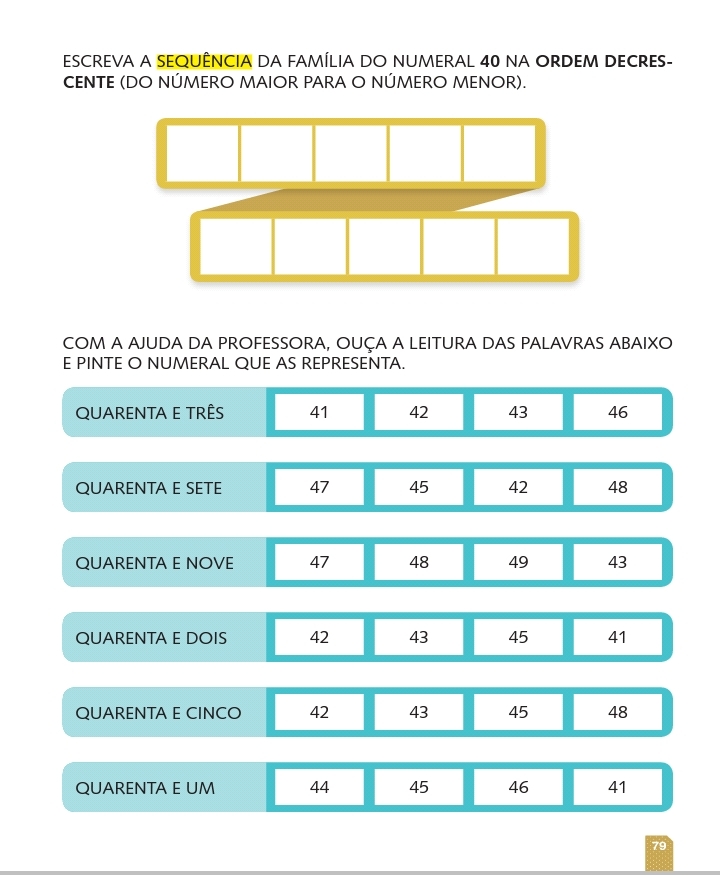 ESCREVA A SEQUÊNCIA DA FAMÍLIA DO NUMERAL 40 NA ORDEM DECRES-
CENTE (DO NÚMERO MAIOR PARA O NÚMERO MENOR).
COM A AJUDA DA PROFESSORA, OUÇA A LEITURA DAS PALAVRAS ABAIXO
E PINTE O NUMERAL QUE AS REPRESENTA.
QUARENTA E TRÊS 41 42 43 46
QUARENTA E SETE 47 45 42 48
QUARENTA E NOVE 47 48 49 43
QUARENTA E DOIS 42 43 45 41
QUARENTA E CINCO 42 43 45 48
QUARENTA E UM 44 45 46 41
79